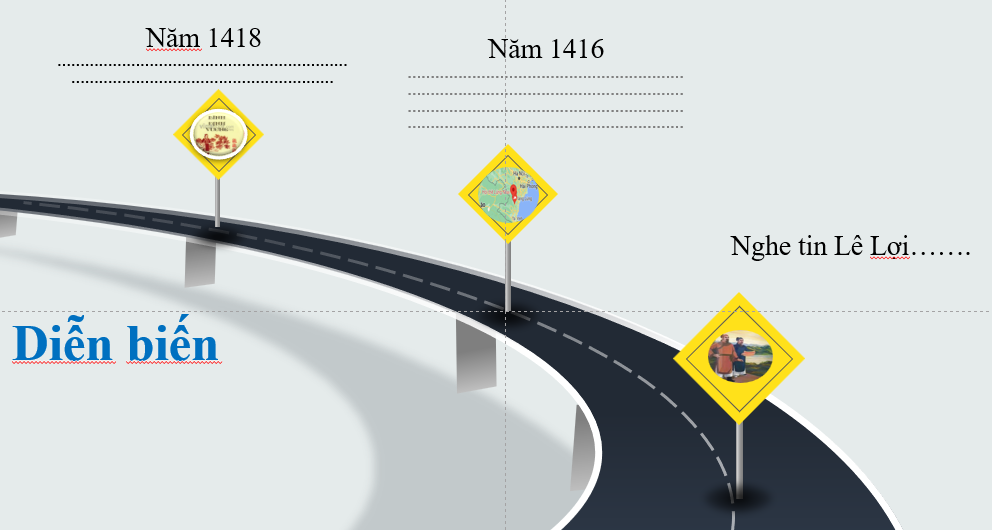 Năm 1418
Năm 1416
Nghe tin Lê Lợi…….
Diễn biến